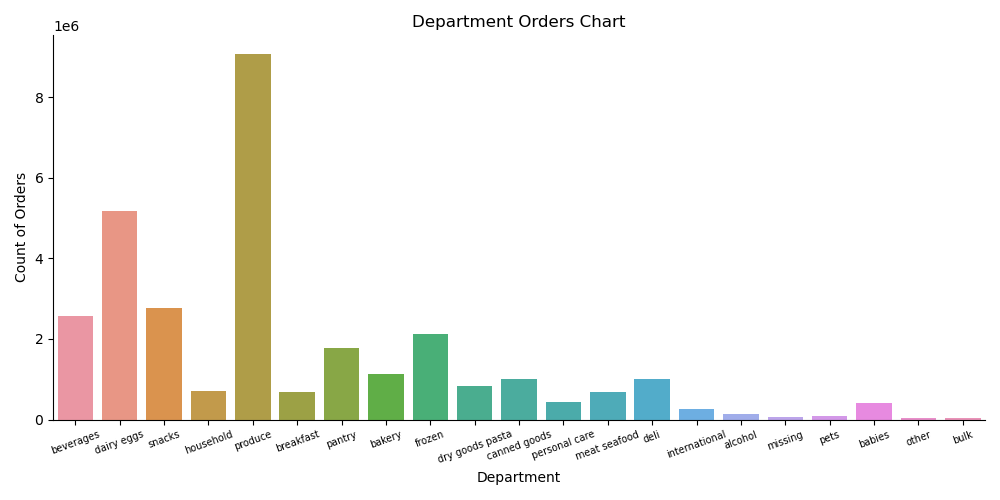 Department Orders Chart
1e6
8
6
4
2
0
Count of Orders
beverages
dairy eggs
snacks
household
produce
breakfast
pantry
bakery
frozen
dry goods pasta
canned goods
personal care
meat seafood
deli
international
alcohol
missing
pets
babies
other
bulk
Department